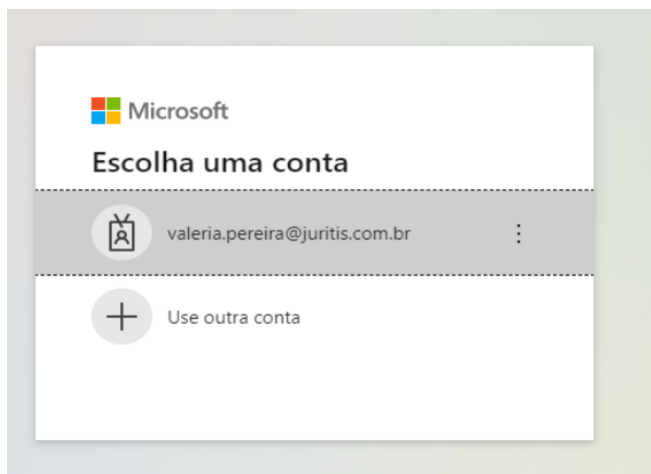 Microsoft
Escolha uma conta
valeria.pereira@juritis.com.br
Use outra conta